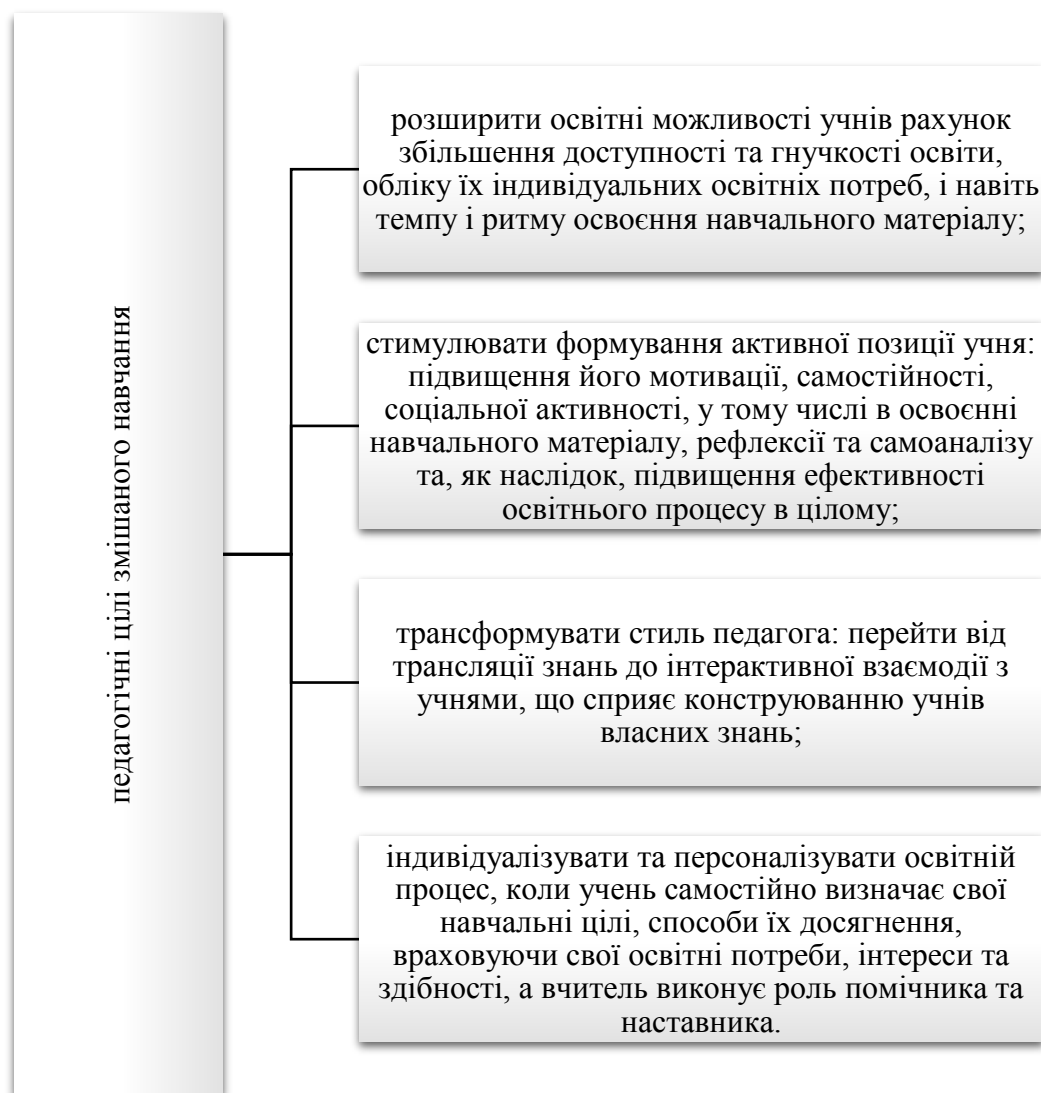 педагогічні цілі змішаного навчання
розширити освітні можливості учнів рахунок
збільшення доступності та гнучкості освіти,
обліку їх індивідуальних освітніх потреб, і навіть
темпу і ритму освоєння навчального матеріалу;
стимулювати формування активної позиції учня:
підвищення його мотивації, самостійності,
соціальної активності, у тому числі в освоєнні
навчального матеріалу, рефлексії та самоаналізу
та, як наслідок, підвищення ефективності
освітнього процесу в цілому;
трансформувати стиль педагога: перейти від
трансляції знань до інтерактивної взаємодії з
учнями, що сприяє конструюванню учнів
власних знань;
індивідуалізувати та персоналізувати освітній
процес, коли учень самостійно визначає свої
навчальні цілі, способи їх досягнення,
враховуючи свої освітні потреби, інтереси та
здібності, а вчитель виконує роль помічника та
наставника.